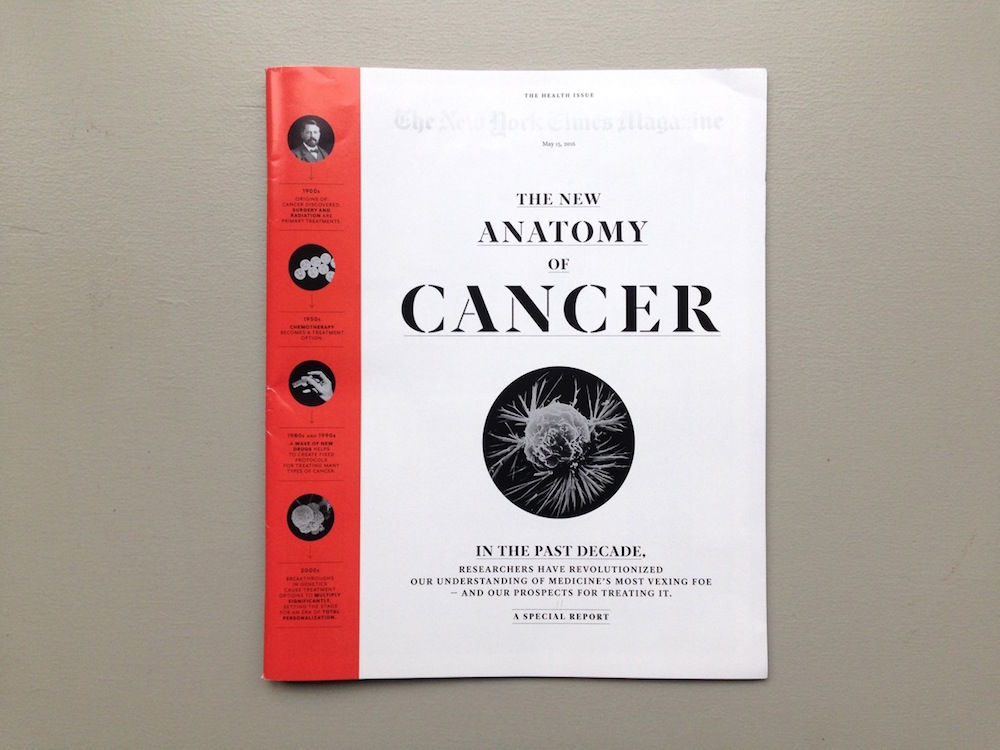 THE HEALTH ISSUE
The New York Times Magazine
May 15, 2016
THE NEW
ANATOMY
OF
CANCER
IN THE PAST DECADE,
RESEARCHERS HAVE REVOLUTIONIZED
OUR UNDERSTANDING OF MEDICINE'S MOST VEXING FOE
— AND OUR PROSPECTS FOR TREATING IT.
A SPECIAL REPORT
1900s
ORIGINS OF
CANCER DISCOVERED.
SURGERY AND
RADIATION ARE
PRIMARY TREATMENTS.
1950s
CHEMOTHERAPY
BECOMES A TREATMENT
OPTION.
1980s AND 1990s
A WAVE OF NEW
DRUGS HELPS
TO CREATE FIXED
PROTOCOLS
FOR TREATING MANY
TYPES OF CANCER.
2000s
BREAKTHROUGHS
IN GENETICS
CAUSE TREATMENT
OPTIONS TO MULTIPLY
SIGNIFICANTLY,
SETTING THE STAGE
FOR AN ERA OF TOTAL
PERSONALIZATION.